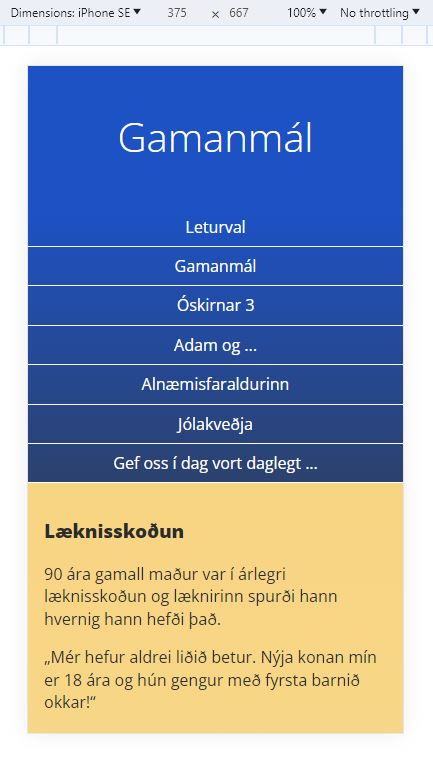 Dimensions: iPhone SE 375 × 667 100% No throttling
Gamanmál
Leturval
Gamanmál
Óskirnar 3
Adam og ...
Alnæmisfaraldurinn
Jólakveðja
Gef oss í dag vort daglegt ...
Læknisskoðun
90 ára gamall maður var í árlegri
læknisskoðun og læknirinn spurði hann
hvernig hann hefði það.
„Mér hefur aldrei liðið betur. Nýja konan mín
er 18 ára og hún gengur með fyrsta barnið
okkar!“